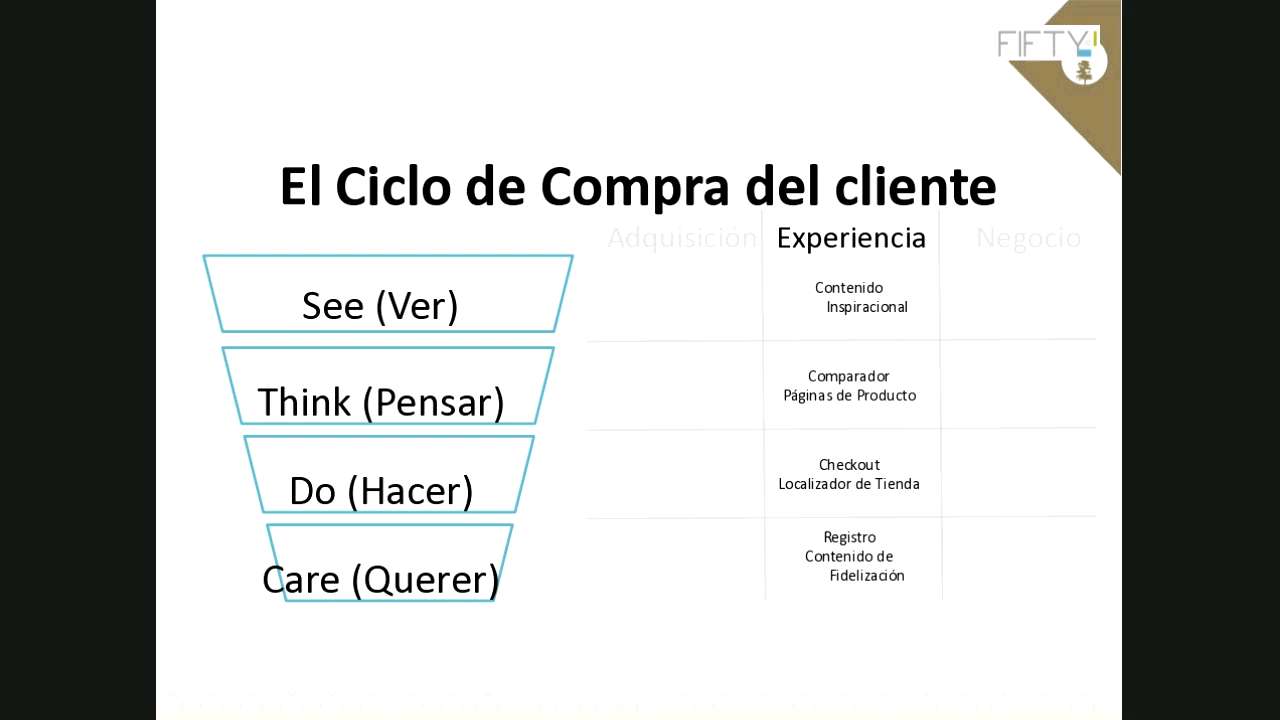 FIFTY
El Ciclo de Compra del cliente
Adquisición
Experiencia
Negocio
See (Ver)
Contenido
Inspiracional
Think (Pensar)
Comparador
Páginas de Producto
Do (Hacer)
Checkout
Localizador de Tienda
Care (Querer)
Registro
Contenido de
Fidelización